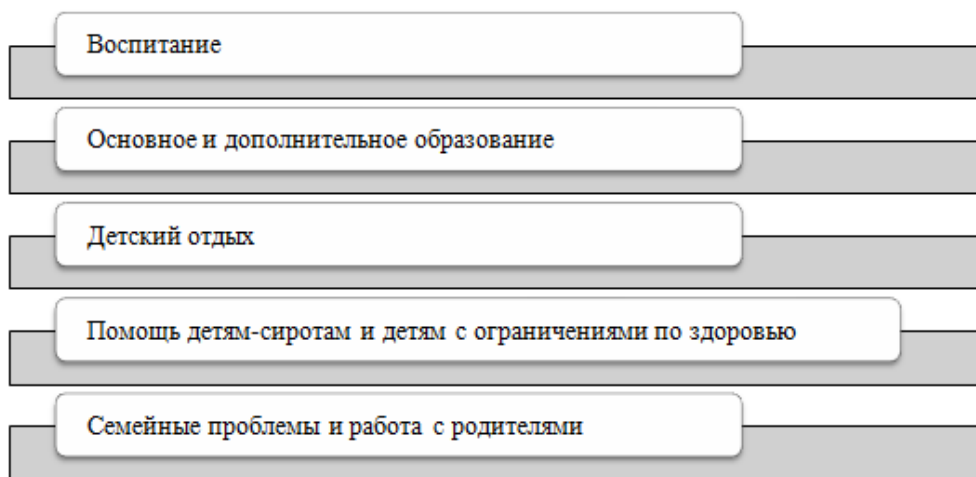 Воспитание
Основное и дополнительное образование
Детский отдых
Помощь детям-сиротам и детям с ограничениями по здоровью
Семейные проблемы и работа с родителями